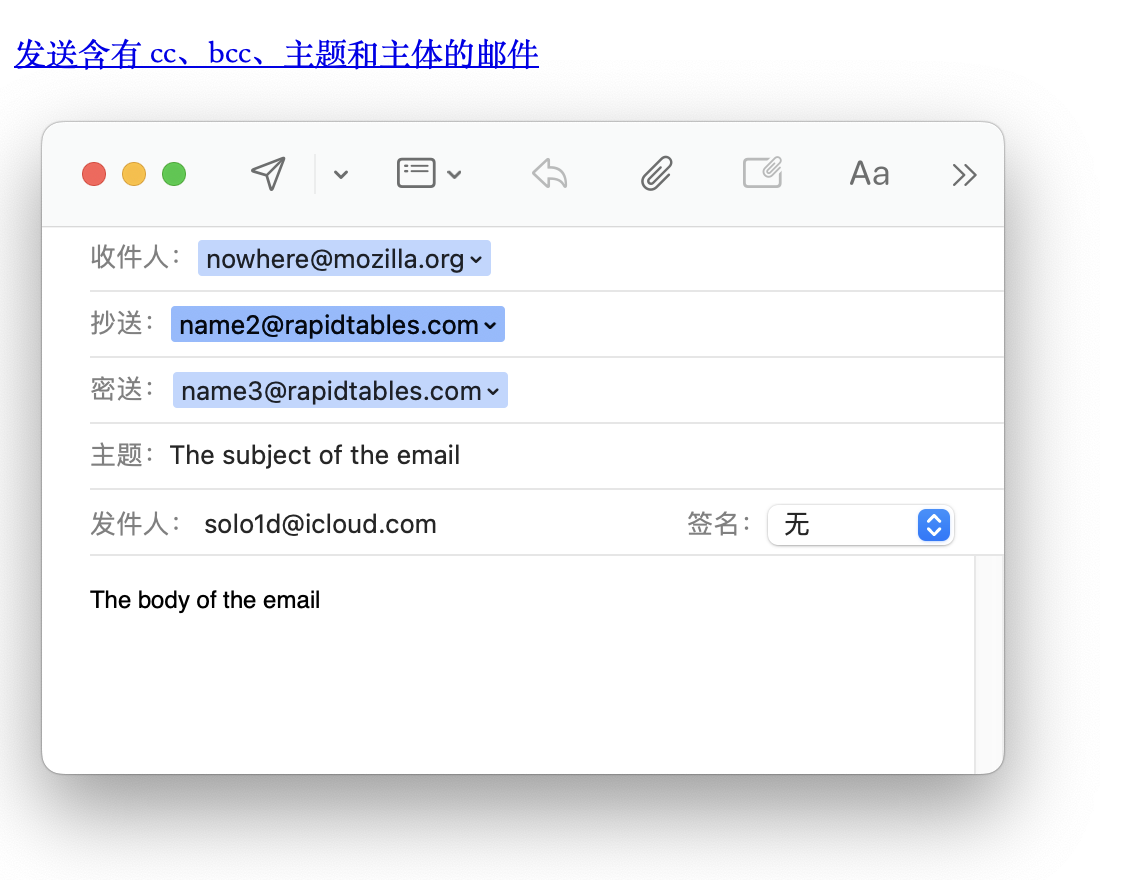 发送含有 cc、bcc、主题和主体的邮件
Aa
收件人： nowhere@mozilla.org
抄送： name2@rapidtables.com
密送： name3@rapidtables.com
主题： The subject of the email
发件人： solo1d@icloud.com 签名： 无
The body of the email